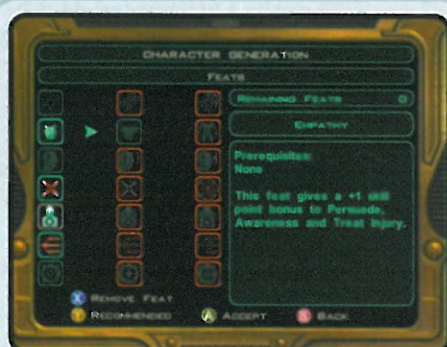 CHARACTER GENERATION
FEATS
REMAINING FEATS 0
EMPATHY
Prerequisites:
None
This feat gives a +1 skill
point bonus to Persuade,
Awareness and Treat Injury.
X REMOVE FEAT
Y RECOMMENDED A ACCEPT B BACK